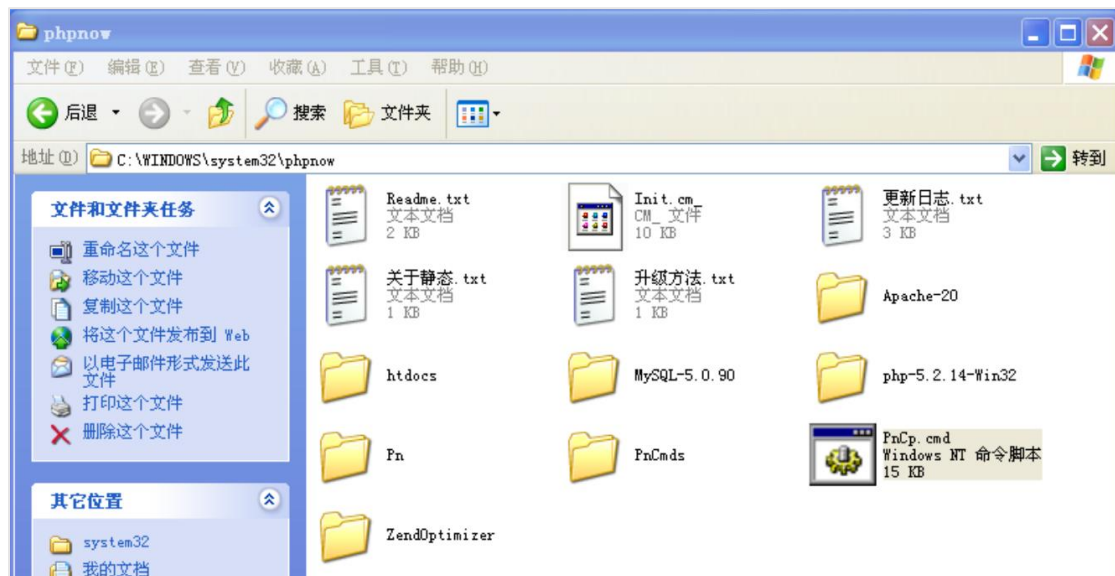 phpnow
文件(F) 编辑(E) 查看(V) 收藏(A) 工具(T) 帮助(H)
后退 搜索 文件夹
地址(D) C:\WINDOWS\system32\phpnow 转到
文件和文件夹任务
重命名这个文件
移动这个文件
复制这个文件
将这个文件发布到 Web
以电子邮件形式发送此
文件
打印这个文件
删除这个文件
其它位置
system32
我的文档
Readme.txt
文本文档
2 KB
Init.cm_
CM_ 文件
10 KB
更新日志.txt
文本文档
3 KB
关于静态.txt
文本文档
1 KB
升级方法.txt
文本文档
1 KB
Apache-20
htdocs
MySQL-5.0.90
php-5.2.14-Win32
Pn
PnCmds
PnCp.cmd
Windows NT 命令脚本
15 KB
ZendOptimizer